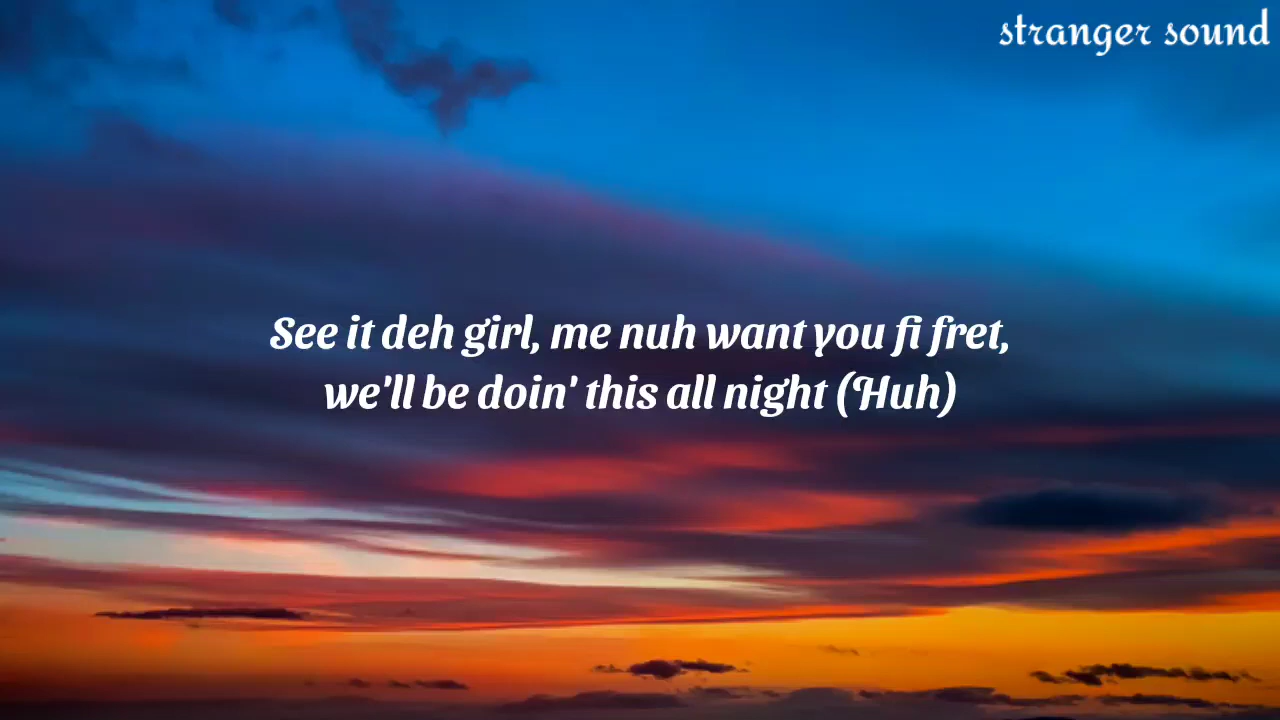 stranger sound
See it deh girl, me nuh want you fi fret,
we'll be doin' this all night (Huh)